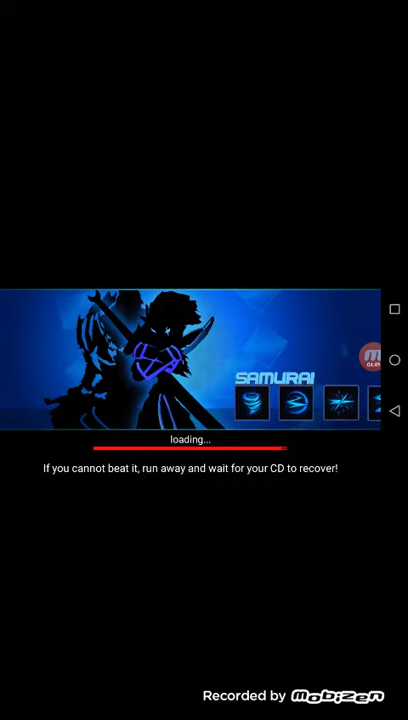 SAMURAI
loading...
If you cannot beat it, run away and wait for your CD to recover!
Recorded by mobizen